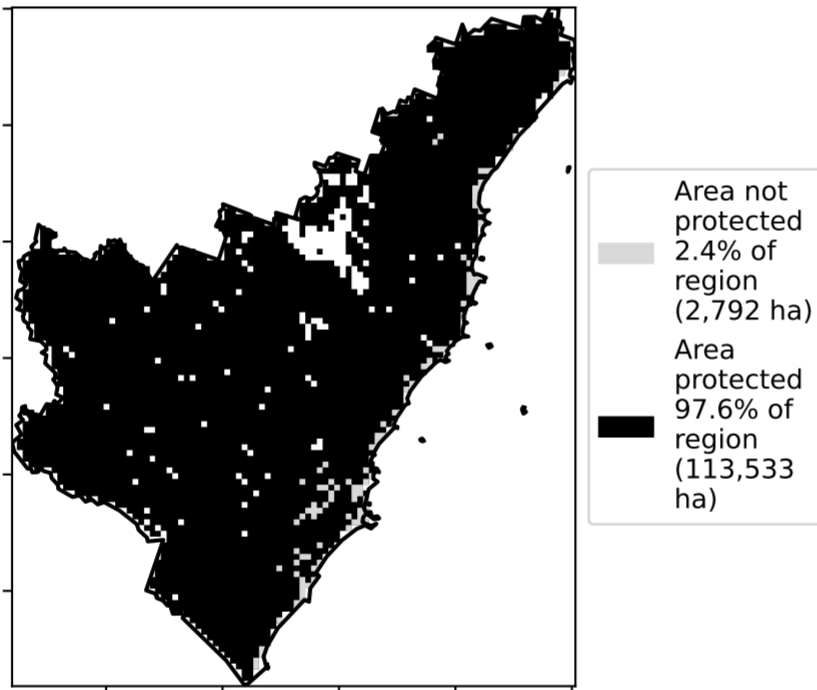 Area not
protected
2.4% of
region
(2,792 ha)
Area
protected
97.6% of
region
(113,533
ha)